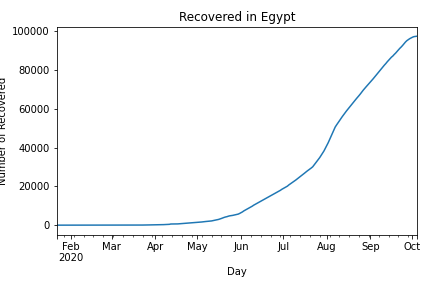 Recovered in Egypt
Number of Recovered
100000
80000
60000
40000
20000
0
Feb Mar Apr May Jun Jul Aug Sep Oct
2020
Day